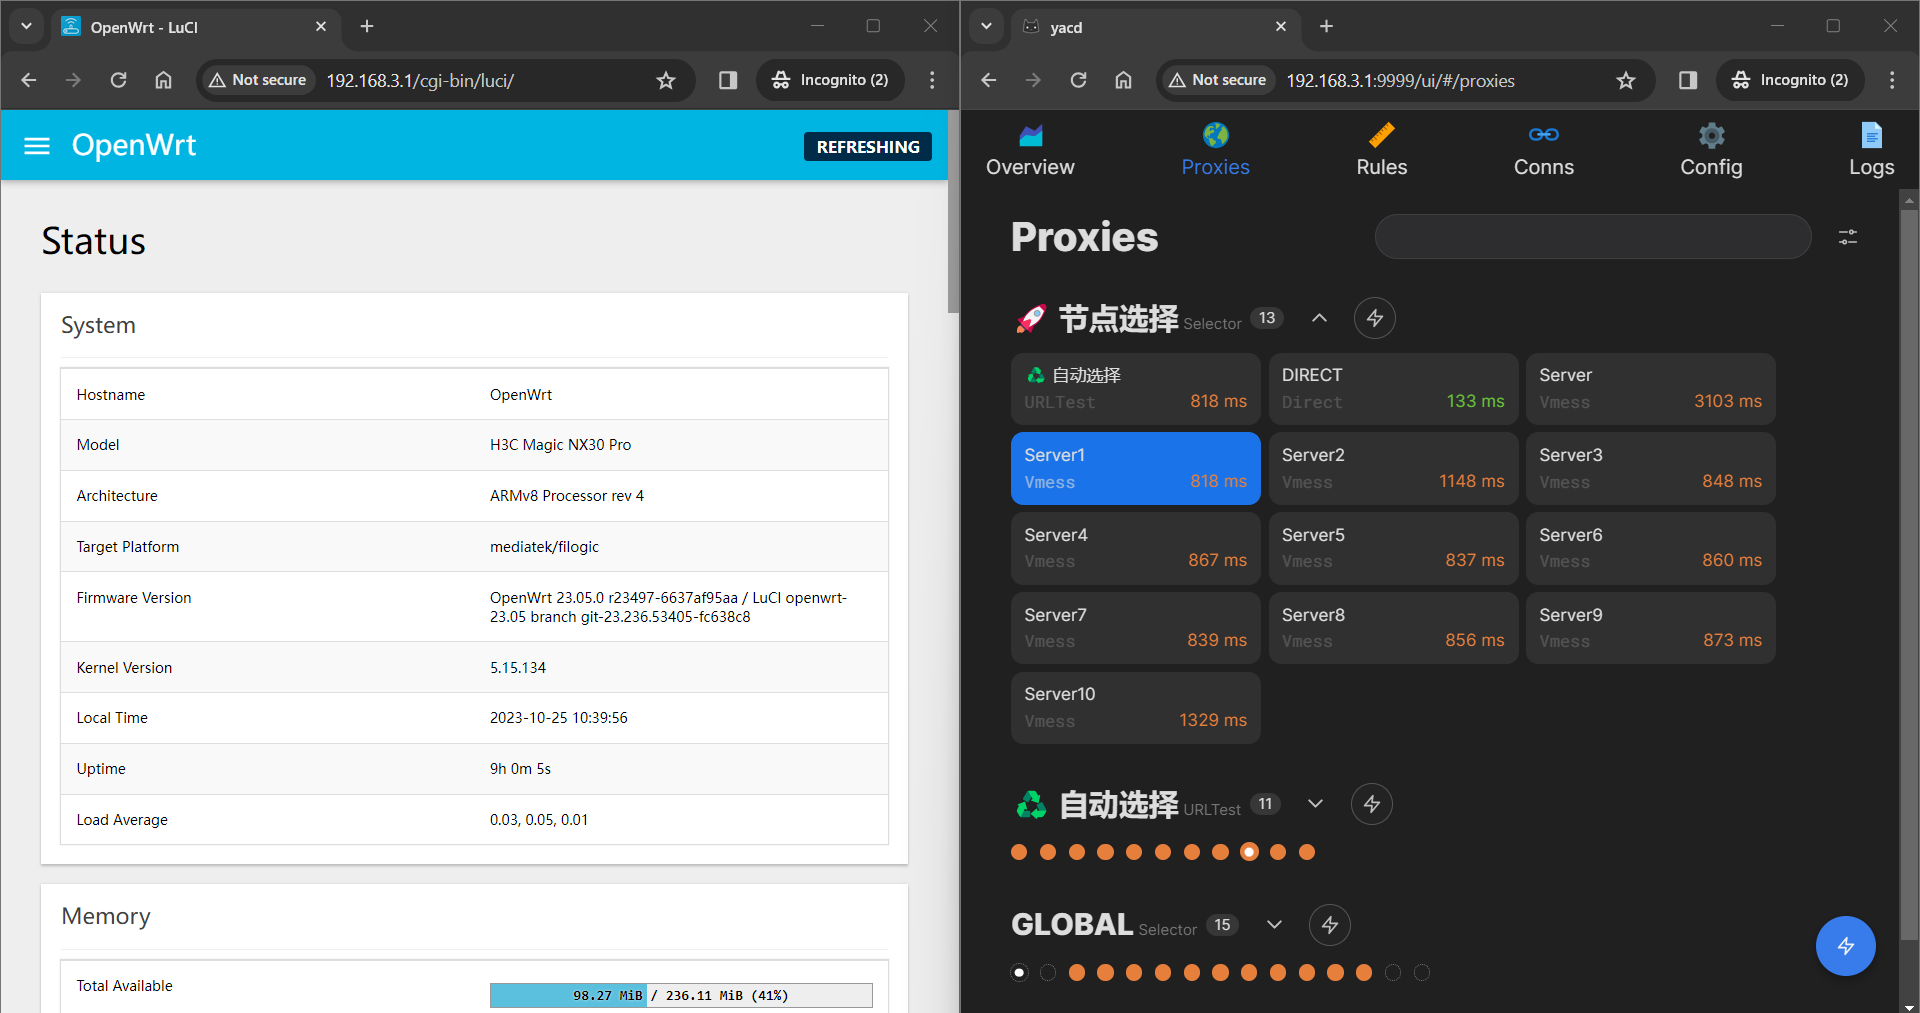 OpenWrt - LuCI
Not secure
192.168.3.1/cgi-bin/luci/
Incognito (2)
OpenWrt
REFRESHING
Status
System
Hostname
OpenWrt
Model
H3C Magic NX30 Pro
Architecture
ARMv8 Processor rev 4
Target Platform
mediatek/filogic
Firmware Version
OpenWrt 23.05.0 r23497-6637af95aa / LuCI openwrt-
23.05 branch git-23.236.53405-fc638c8
Kernel Version
5.15.134
Local Time
2023-10-25 10:39:56
Uptime
9h 0m 5s
Load Average
0.03, 0.05, 0.01
Memory
Total Available
98.27 MiB / 236.11 MiB (41%)
yacd
Not secure
192.168.3.1:9999/ui/#/proxies
Incognito (2)
Overview
Proxies
Rules
Conns
Config
Logs
Proxies
节点选择 Selector 13
自动选择
URLTest 818 ms
DIRECT
Direct 133 ms
Server
Vmess 3103 ms
Server1
Vmess 818 ms
Server2
Vmess 1148 ms
Server3
Vmess 848 ms
Server4
Vmess 867 ms
Server5
Vmess 837 ms
Server6
Vmess 860 ms
Server7
Vmess 839 ms
Server8
Vmess 856 ms
Server9
Vmess 873 ms
Server10
Vmess 1329 ms
自动选择 URLTest 11
GLOBAL Selector 15